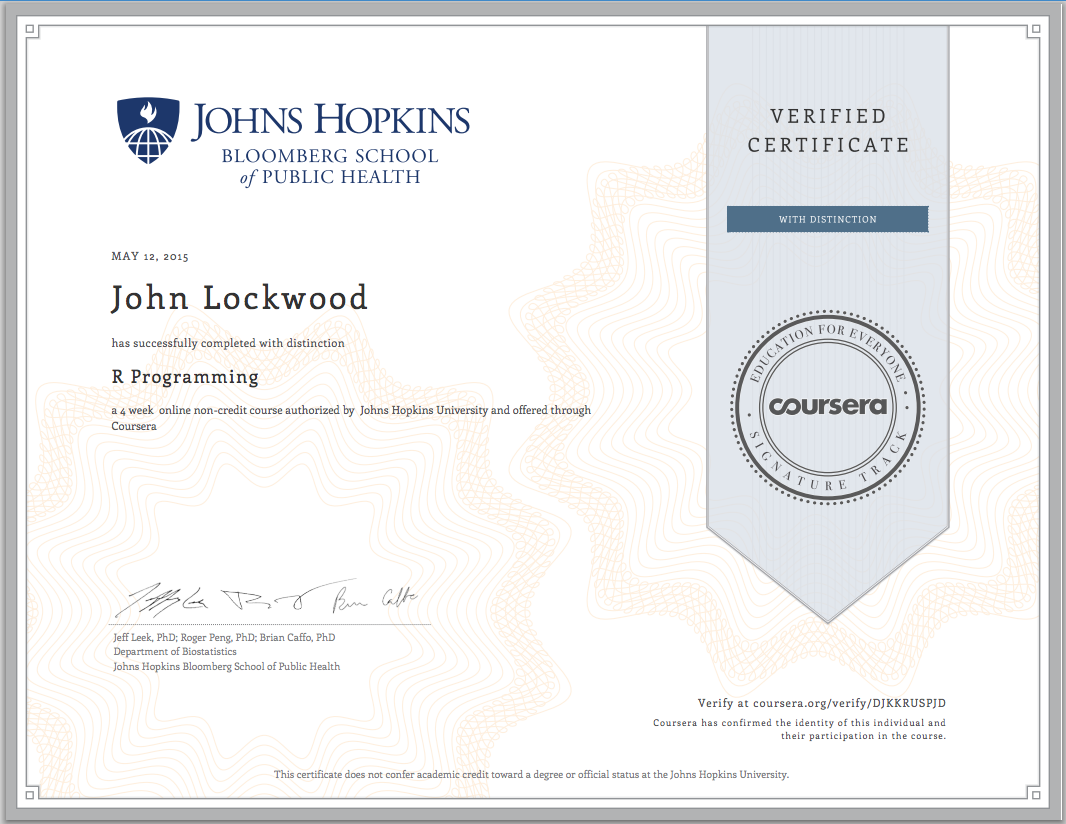 JOHNS HOPKINS
BLOOMBERG SCHOOL
of PUBLIC HEALTH
VERIFIED
CERTIFICATE
WITH DISTINCTION
MAY 12, 2015
John Lockwood
has successfully completed with distinction
R Programming
a 4 week online non-credit course authorized by Johns Hopkins University and offered through
Coursera
EDUCATION FOR EVERYONE
coursera
SIGNATURE TRACK
Jeff Leek, PhD; Roger Peng, PhD; Brian Caffo, PhD
Department of Biostatistics
Johns Hopkins Bloomberg School of Public Health
Verify at coursera.org/verify/DJKKRUSPJD
Coursera has confirmed the identity of this individual and
their participation in the course.
This certificate does not confer academic credit toward a degree or official status at the Johns Hopkins University.